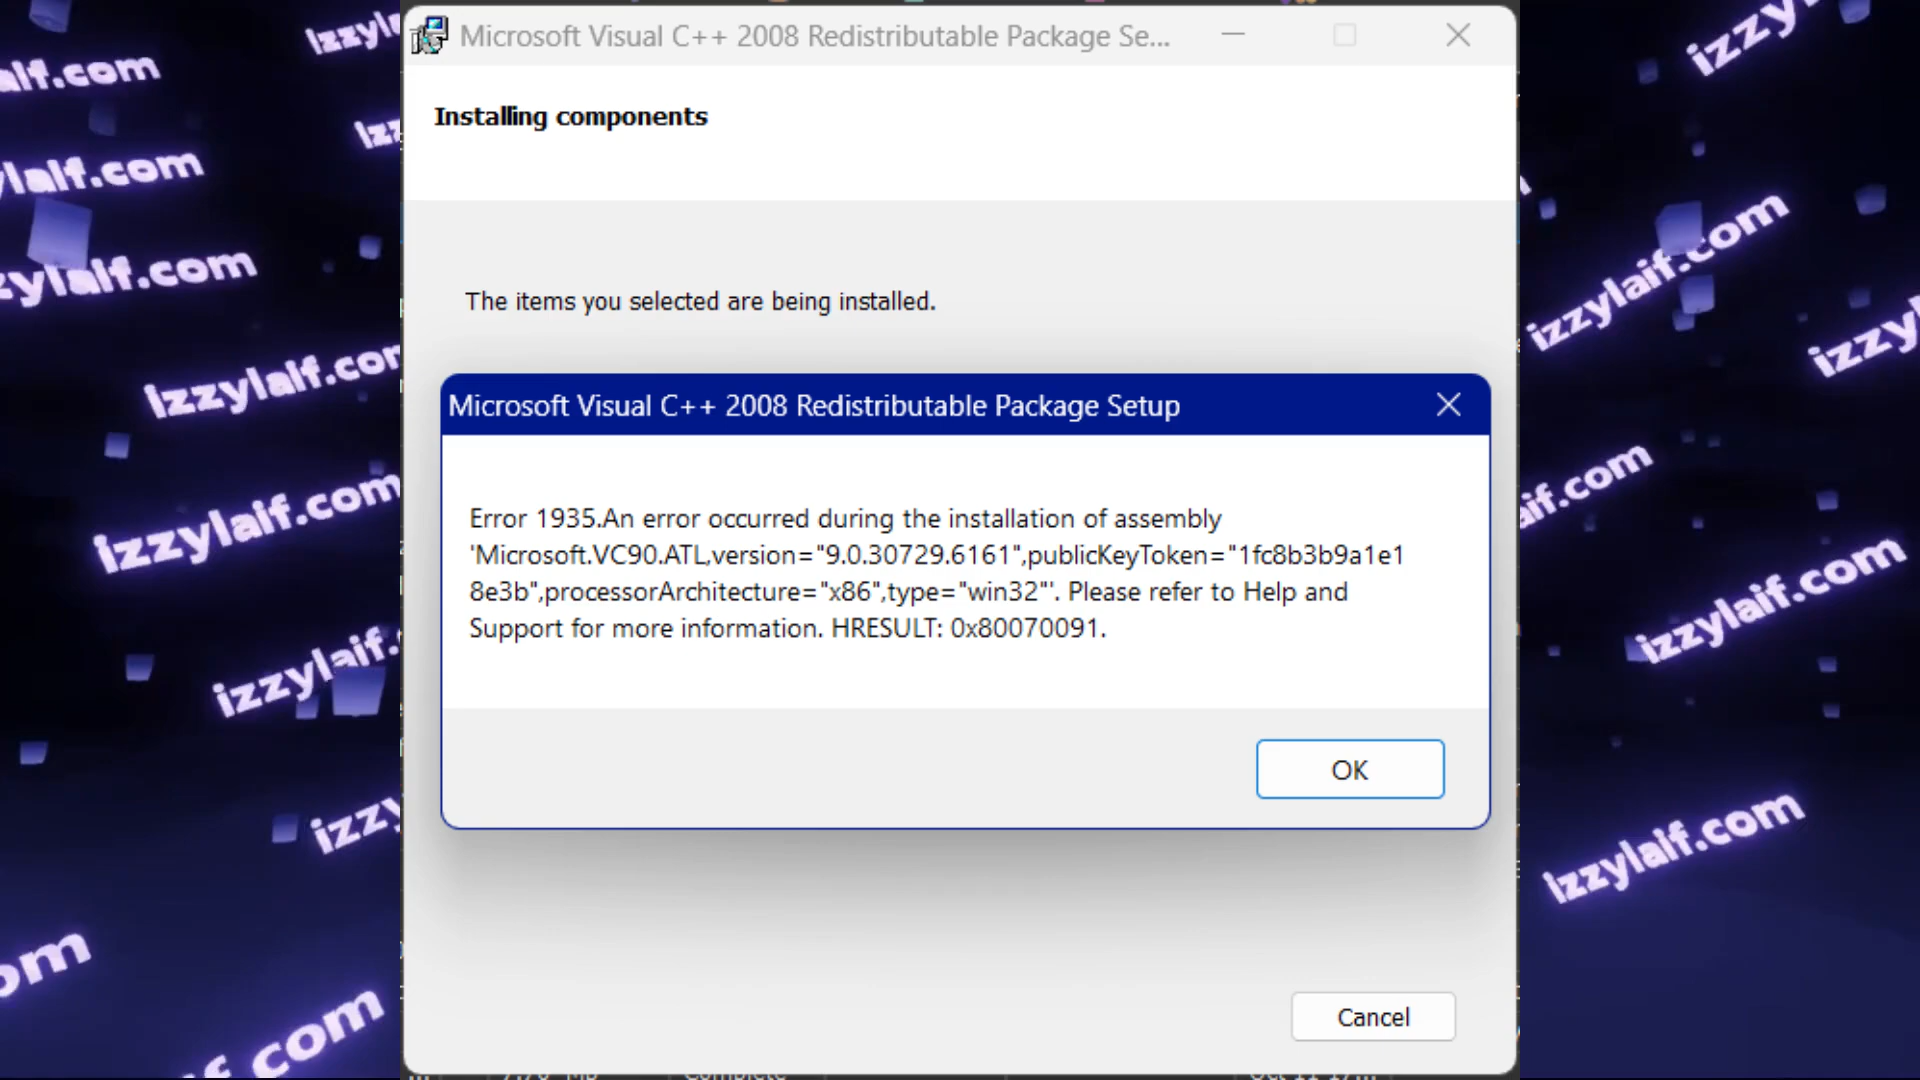 Microsoft Visual C++ 2008 Redistributable Package Se...
Installing components
The items you selected are being installed.
Microsoft Visual C++ 2008 Redistributable Package Setup
Error 1935.An error occurred during the installation of assembly
'Microsoft.VC90.ATL,version="9.0.30729.6161",publicKeyToken="1fc8b3b9a1e1
8e3b",processorArchitecture="x86",type="win32"'. Please refer to Help and
Support for more information. HRESULT: 0x80070091.
OK
Cancel
izzylaif.com
izzylaif.com
izzylaif.com
izzylaif.com
izzylaif.com